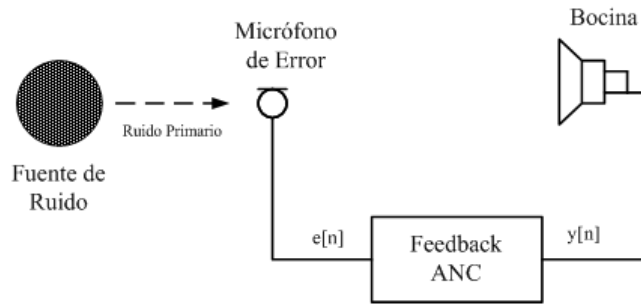 Bocina
Micrófono
de Error
Ruido Primario
Fuente de
Ruido
e[n]
Feedback
ANC
y[n]